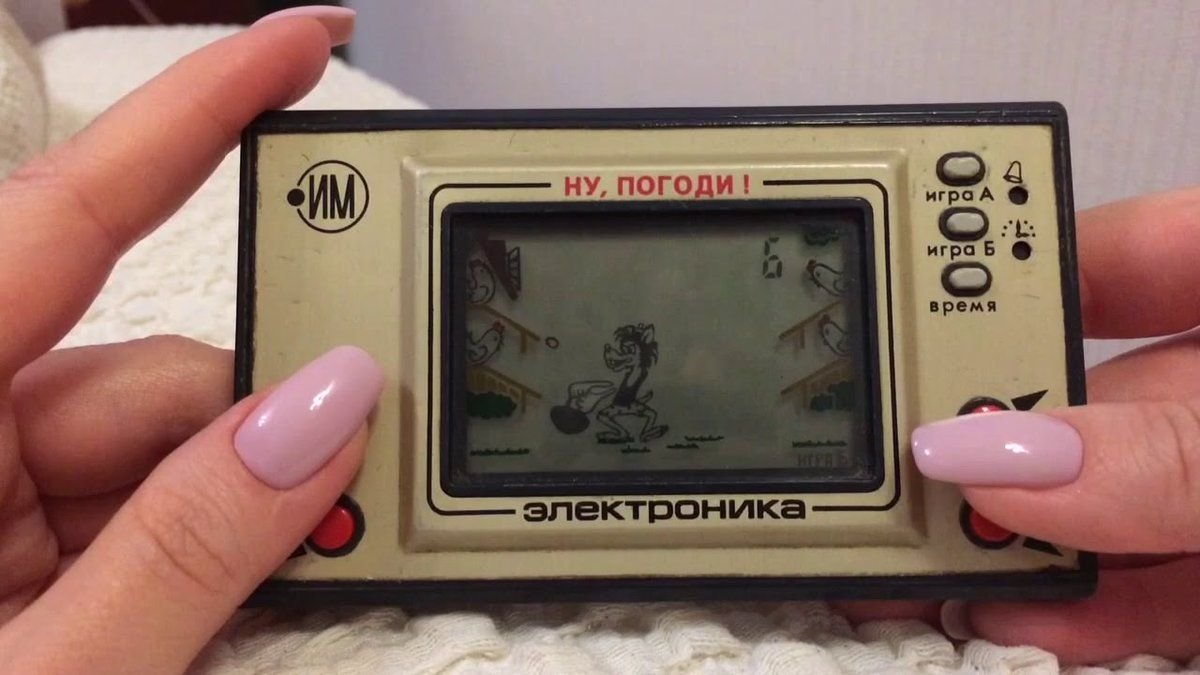 ИМ
НУ, ПОГОДИ !
6
игра А
игра Б
время
ИГРА Б
электроника